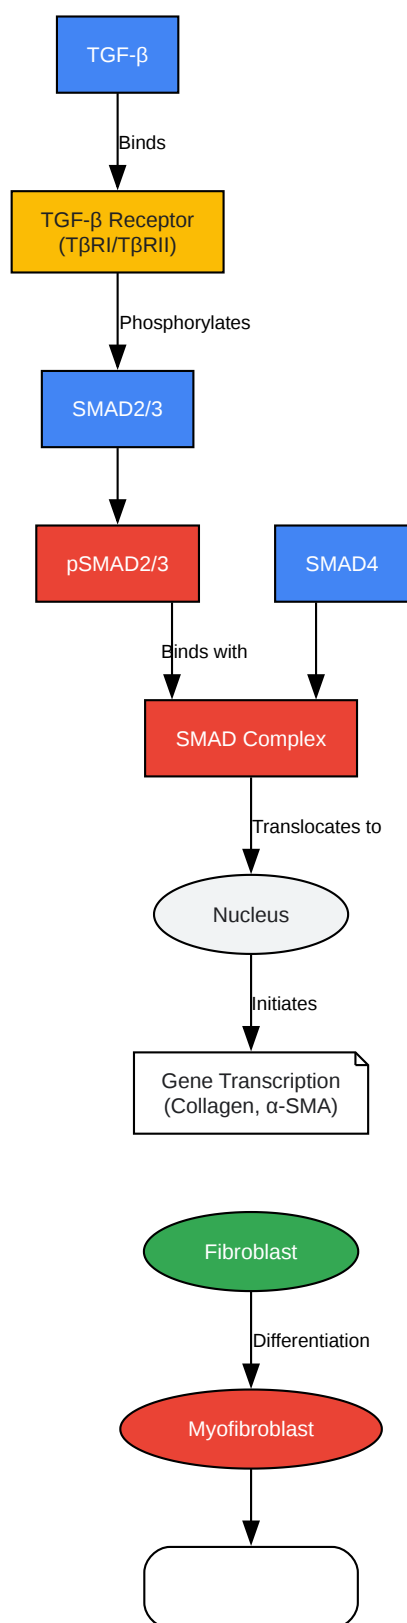 TGF-β
Binds
TGF-β Receptor
(TβRI/TβRII)
Phosphorylates
SMAD2/3
pSMAD2/3
SMAD4
Binds with
SMAD Complex
Translocates to
Nucleus
Initiates
Gene Transcription
(Collagen, α-SMA)
Fibroblast
Differentiation
Myofibroblast